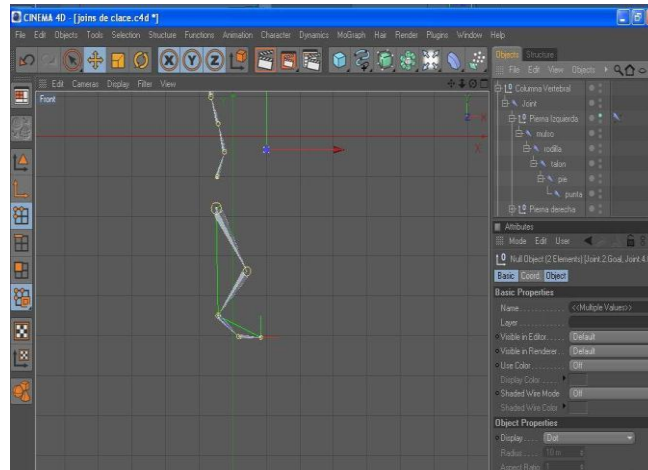 CINEMA 4D - [joins de clace.c4d *]
File Edit Objects Tools Selection Structure Functions Animation Character Dynamics MoGraph Hair Render Plugins Window Help
Objects Structure
File Edit View Objects
Edit Cameras Display Filter View
Front
Columna Vertebral
Joint
Pierna Izquierda
mulso
rodilla
talon
pie
punta
Pierna derecha
X
Attributes
Mode Edit User
Null Object (2 Elements) [Joint.2.Goal, Joint.4.
Basic Coord. Object
Basic Properties
Name <<Multiple Values>>
Layer
Visible in Editor Default
Visible in Renderer Default
Use Color Off
Display Color
Shaded Wire Mode Off
Shaded Wire Color
Object Properties
Display Dot
Radius 10 m
Aspect Ratio 1